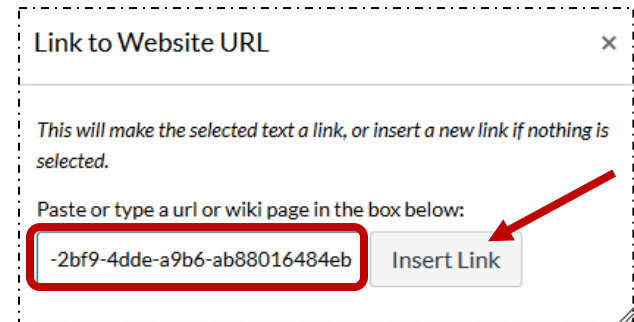 Link to Website URL ×
This will make the selected text a link, or insert a new link if nothing is
selected.
Paste or type a url or wiki page in the box below:
-2bf9-4dde-a9b6-ab88016484eb Insert Link